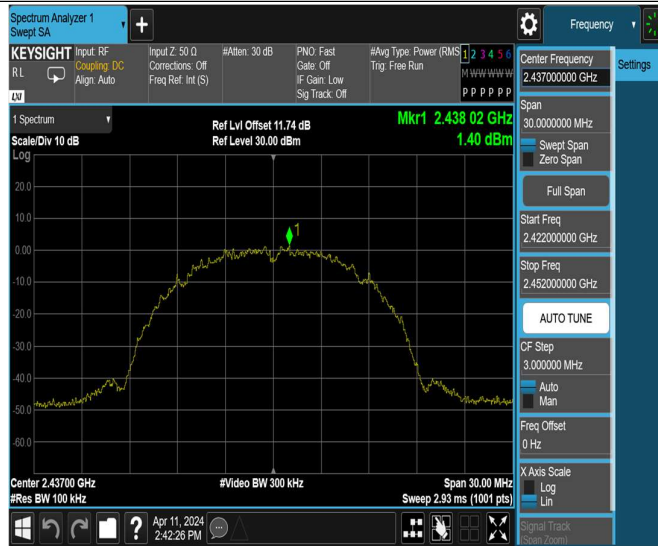 Spectrum Analyzer 1
Swept SA
+
Frequency
KEYSIGHT
RL
LXI
Input: RF
Coupling: DC
Align: Auto
Input Z: 50 Ω
Corrections: Off
Freq Ref: Int (S)
#Atten: 30 dB
PNO: Fast
Gate: Off
IF Gain: Low
Sig Track: Off
#Avg Type: Power (RMS
Trig: Free Run
1 2 3 4 5 6
M W W W W W
P P P P P P
1 Spectrum
Scale/Div 10 dB
Log
Ref Lvl Offset 11.74 dB
Ref Level 30.00 dBm
Mkr1 2.438 02 GHz
1.40 dBm
20.0
10.0
0.00
-10.0
-20.0
-30.0
-40.0
-50.0
-60.0
1
Center 2.43700 GHz
#Res BW 100 kHz
#Video BW 300 kHz
Span 30.00 MHz
Sweep 2.93 ms (1001 pts)
?
Apr 11, 2024
2:42:26 PM
Center Frequency
2.437000000 GHz
Settings
Span
30.0000000 MHz
Swept Span
Zero Span
Full Span
Start Freq
2.422000000 GHz
Stop Freq
2.452000000 GHz
AUTO TUNE
CF Step
3.000000 MHz
Auto
Man
Freq Offset
0 Hz
X Axis Scale
Log
Lin
Signal Track
(Span Zoom)